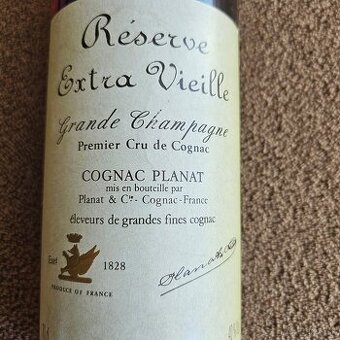 Réserve
Extra Vieille
Grande Champagne
Premier Cru de Cognac
COGNAC PLANAT
mis en bouteille par
Planat & Cie - Cognac-France
éleveurs de grandes fines cognac
1828
PRODUCE OF FRANCE